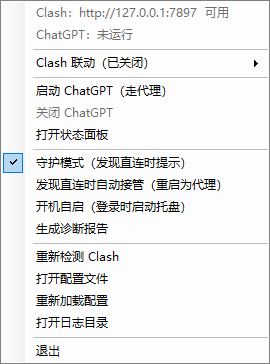 Clash：http://127.0.0.1:7897 可用
ChatGPT：未运行
Clash 联动（已关闭）
启动 ChatGPT（走代理）
关闭 ChatGPT
打开状态面板
守护模式（发现直连时提示）
发现直连时自动接管（重启为代理）
开机自启（登录时启动托盘）
生成诊断报告
重新检测 Clash
打开配置文件
重新加载配置
打开日志目录
退出